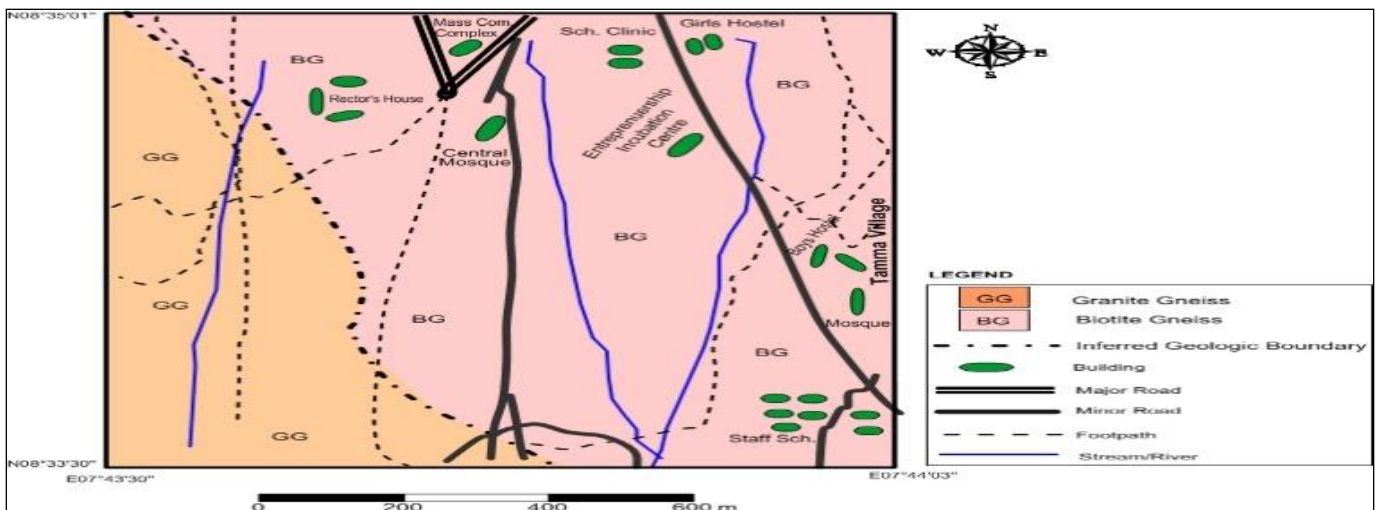 N08°35'01"
Mass Com
Complex
Sch. Clinic
Girls Hostel
N
W
E
S
BG
BG
Rector's House
Entreprenuership
Incubation
Centre
Central
Mosque
GG
BG
Boys Hostel
Tamma Village
GG
BG
Mosque
BG
GG
Staff Sch.
N08°33'30"
E07°43'30"
E07°44'03"
0
200
400
600 m
LEGEND
GG
Granite Gneiss
BG
Biotite Gneiss
Inferred Geologic Boundary
Building
Major Road
Minor Road
Footpath
Stream/River